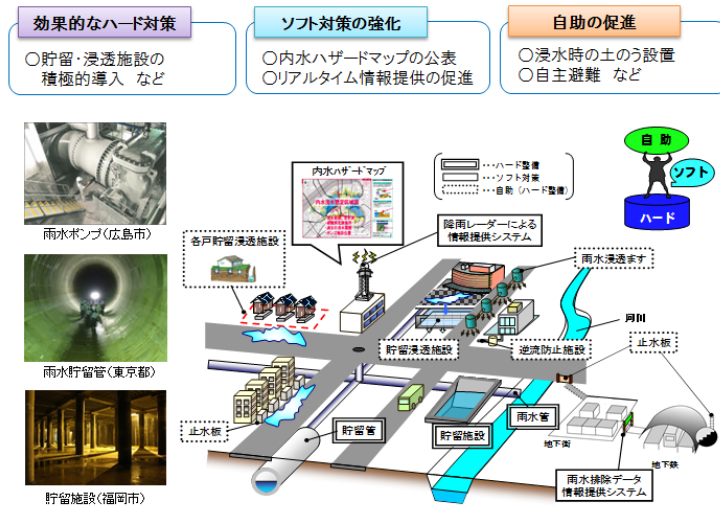 効果的なハード対策
ソフト対策の強化
自助の促進
○貯留・浸透施設の
積極的導入 など
○内水ハザードマップの公表
○リアルタイム情報提供の促進
○浸水時の土のう設置
○自主避難 など
雨水ポンプ(広島市)
雨水貯留管(東京都)
貯留施設(福岡市)
内水ハザードマップ
・・・ハード整備
・・・ソフト対策
・・・自助（ハード整備）
自助
ソフト
ハード
各戸貯留浸透施設
降雨レーダーによる
情報提供システム
雨水浸透ます
河川
貯留浸透施設
逆流防止施設
止水板
止水板
貯留管
貯留施設
雨水管
地下街
地下鉄
雨水排除データ
情報提供システム